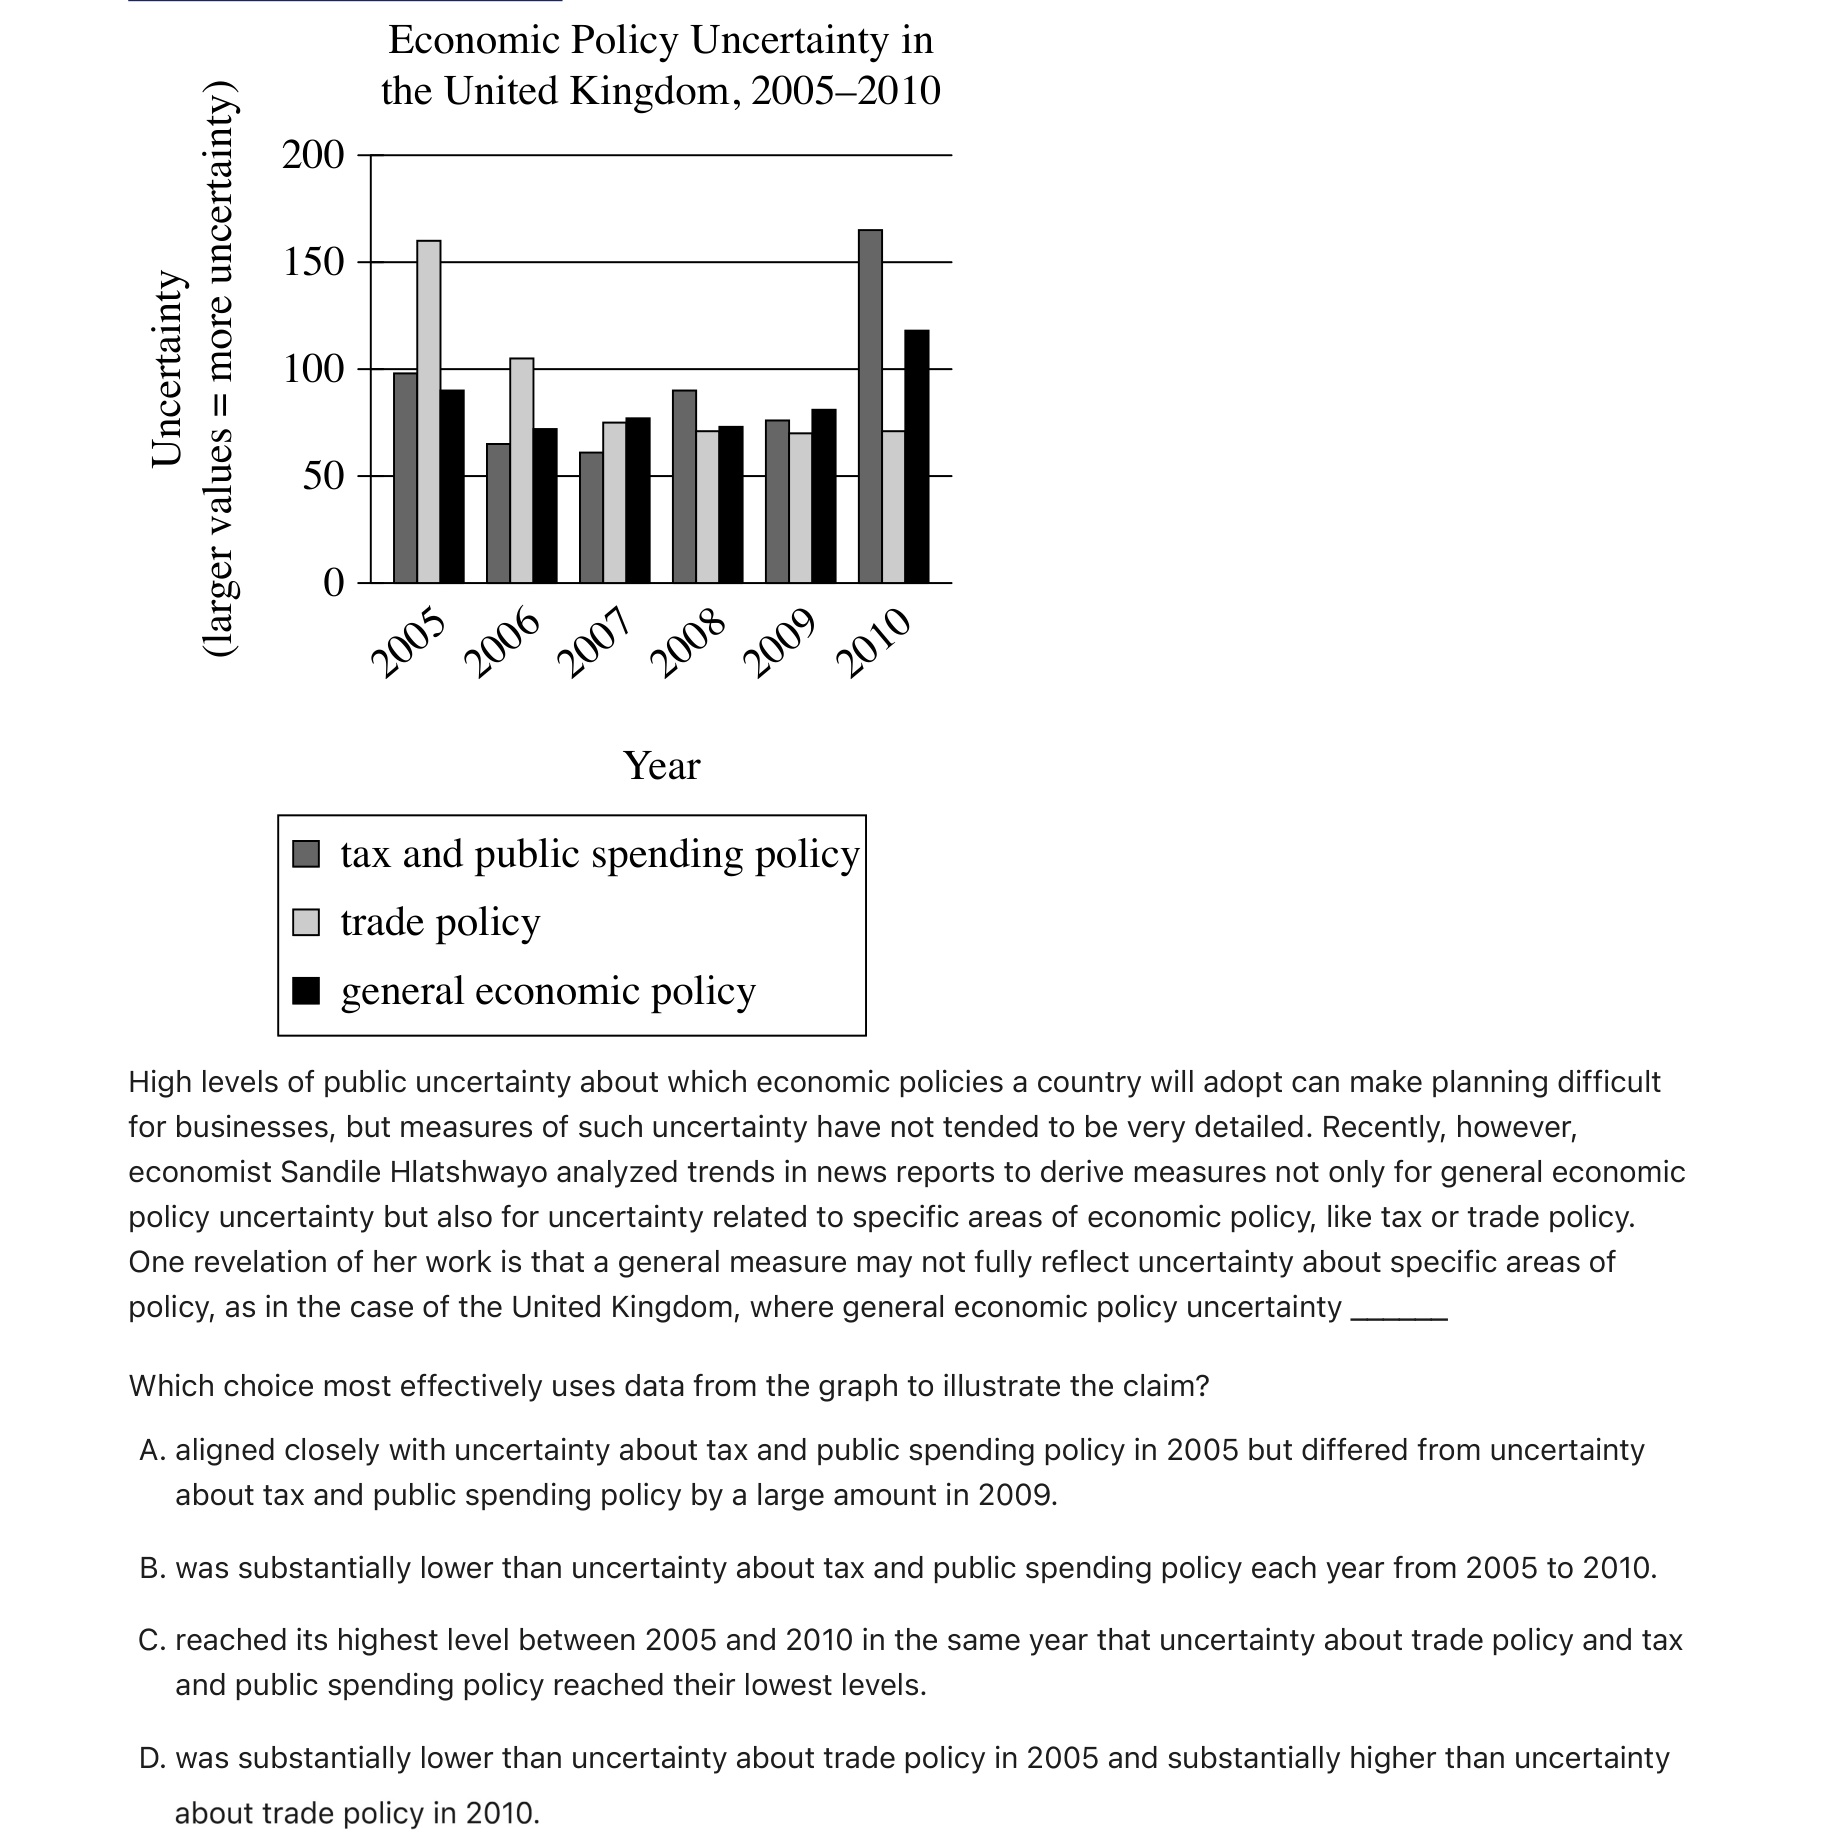 Economic Policy Uncertainty in
the United Kingdom, 2005–2010
Uncertainty
(larger values = more uncertainty)
200
150
100
50
0
2005 2006 2007 2008 2009 2010
Year
tax and public spending policy
trade policy
general economic policy
High levels of public uncertainty about which economic policies a country will adopt can make planning difficult
for businesses, but measures of such uncertainty have not tended to be very detailed. Recently, however,
economist Sandile Hlatshwayo analyzed trends in news reports to derive measures not only for general economic
policy uncertainty but also for uncertainty related to specific areas of economic policy, like tax or trade policy.
One revelation of her work is that a general measure may not fully reflect uncertainty about specific areas of
policy, as in the case of the United Kingdom, where general economic policy uncertainty ______
Which choice most effectively uses data from the graph to illustrate the claim?
A. aligned closely with uncertainty about tax and public spending policy in 2005 but differed from uncertainty
about tax and public spending policy by a large amount in 2009.
B. was substantially lower than uncertainty about tax and public spending policy each year from 2005 to 2010.
C. reached its highest level between 2005 and 2010 in the same year that uncertainty about trade policy and tax
and public spending policy reached their lowest levels.
D. was substantially lower than uncertainty about trade policy in 2005 and substantially higher than uncertainty
about trade policy in 2010.